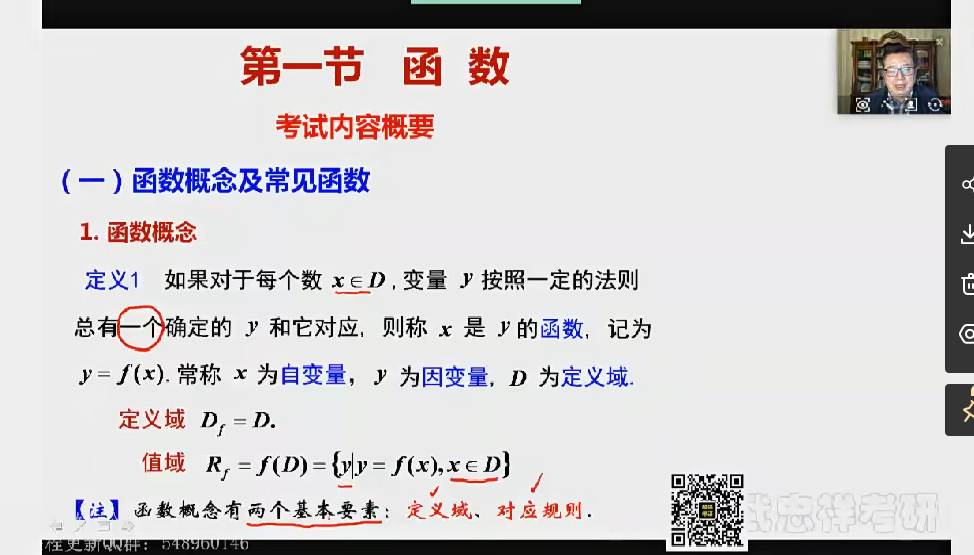 第一节 函 数
考试内容概要
（一）函数概念及常见函数
1. 函数概念
定义1 如果对于每个数 x∈D , 变量 y 按照一定的法则
总有一个确定的 y 和它对应, 则称 x 是 y 的函数, 记为
y = f(x). 常称 x 为自变量, y 为因变量, D 为定义域.
定义域 D_f = D.
值域 R_f = f(D) = {y|y = f(x), x∈D}
【注】函数概念有两个基本要素：定义域、对应规则.
武忠祥考研
程更新QQ群：548960146